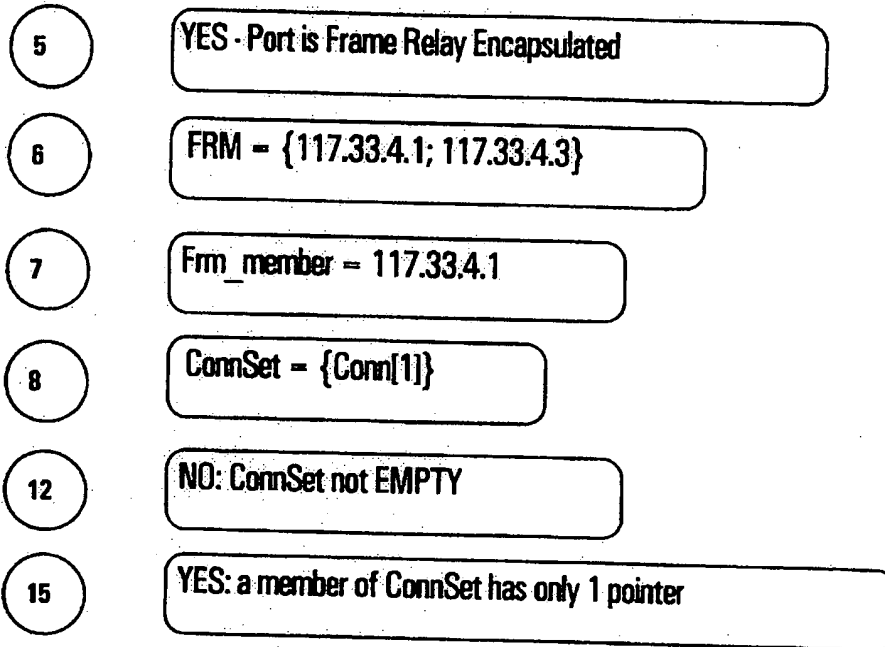 5 YES - Port is Frame Relay Encapsulated
6 FRM = {117.33.4.1; 117.33.4.3}
7 Frm_member = 117.33.4.1
8 ConnSet = {Conn[1]}
12 NO: ConnSet not EMPTY
15 YES: a member of ConnSet has only 1 pointer